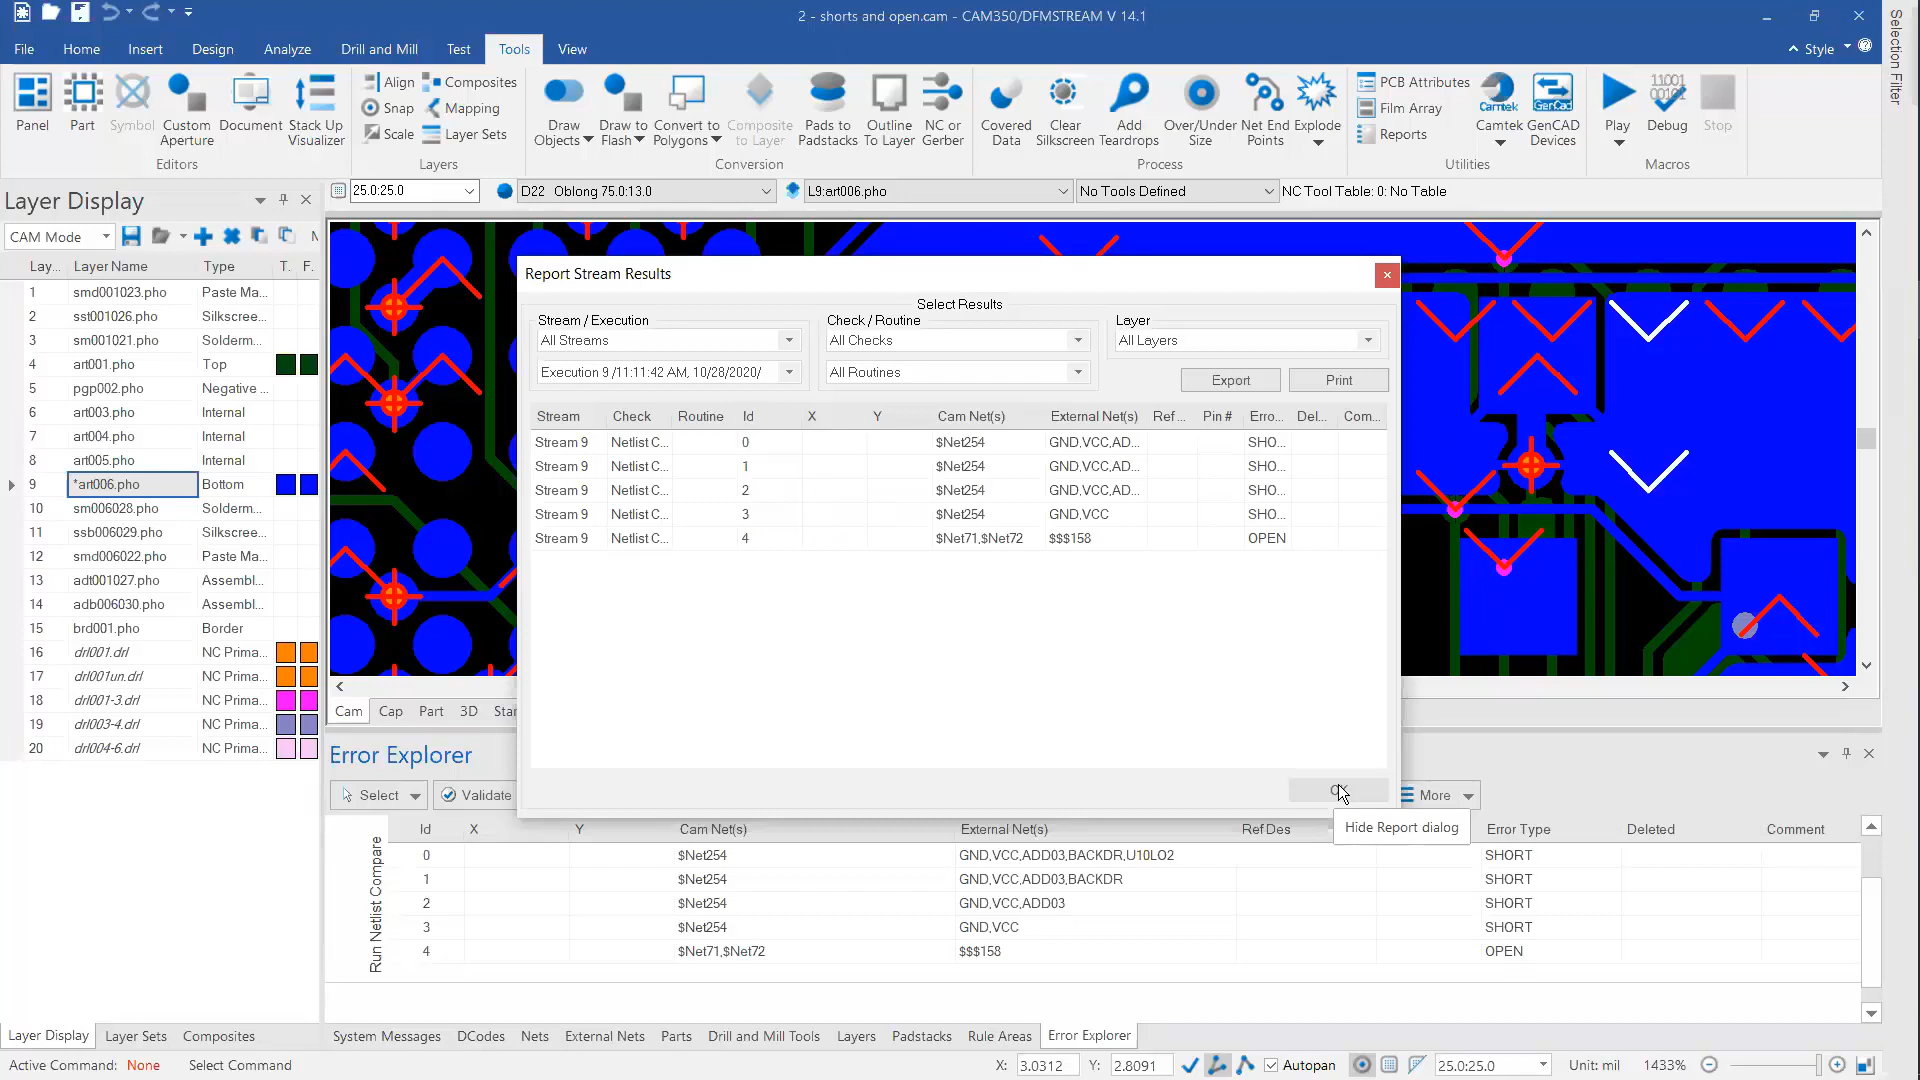 2 - shorts and open.cam - CAM350/DFMSTREAM V 14.1
File Home Insert Design Analyze Drill and Mill Test Tools View
Style
Selection Filter
Panel Part Symbol Custom Aperture Document Stack Up Visualizer
Editors
Align Composites
Snap Mapping
Scale Layer Sets
Layers
Draw Objects Draw to Flash Convert to Polygons Composite to Layer Pads to Padstacks Outline To Layer NC or Gerber
Conversion
Covered Data Clear Silkscreen Add Teardrops Over/Under Size Net End Points Explode
Process
PCB Attributes
Film Array
Reports
Camtek GenCAD Devices
Utilities
Play Debug Stop
Macros
Layer Display
25.0:25.0 D22 Oblong 75.0:13.0 L9:art006.pho No Tools Defined NC Tool Table: 0: No Table
CAM Mode
Lay... Layer Name Type T. F.
1 smd001023.pho Paste Ma...
2 sst001026.pho Silkscree...
3 sm001021.pho Solderm...
4 art001.pho Top
5 pgp002.pho Negative
6 art003.pho Internal
7 art004.pho Internal
8 art005.pho Internal
9 *art006.pho Bottom
10 sm006028.pho Solderm...
11 ssb006029.pho Silkscree...
12 smd006022.pho Paste Ma...
13 adt001027.pho Assembl...
14 adb006030.pho Assembl...
15 brd001.pho Border
16 drl001.drl NC Prima...
17 drl001un.drl NC Prima...
18 drl001-3.drl NC Prima...
19 drl003-4.drl NC Prima...
20 drl004-6.drl NC Prima...
Report Stream Results
Select Results
Stream / Execution Check / Routine Layer
All Streams All Checks All Layers
Execution 9 /11:11:42 AM, 10/28/2020/ All Routines Export Print
Stream Check Routine Id X Y Cam Net(s) External Net(s) Ref... Pin # Erro... Del... Com...
Stream 9 Netlist C... 0 $Net254 GND,VCC,AD... SHO...
Stream 9 Netlist C... 1 $Net254 GND,VCC,AD... SHO...
Stream 9 Netlist C... 2 $Net254 GND,VCC,AD... SHO...
Stream 9 Netlist C... 3 $Net254 GND,VCC SHO...
Stream 9 Netlist C... 4 $Net71,$Net72 $$$158 OPEN
Hide Report dialog
Cam Cap Part 3D
Error Explorer
Select Validate More
Id X Y Cam Net(s) External Net(s) Ref Des Error Type Deleted Comment
Run Netlist Compare
0 $Net254 GND,VCC,ADD03,BACKDR,U10LO2 SHORT
1 $Net254 GND,VCC,ADD03,BACKDR SHORT
2 $Net254 GND,VCC,ADD03 SHORT
3 $Net254 GND,VCC SHORT
4 $Net71,$Net72 $$$158 OPEN
Layer Display Layer Sets Composites
System Messages DCodes Nets External Nets Parts Drill and Mill Tools Layers Padstacks Rule Areas Error Explorer
Active Command: None Select Command
X: 3.0312 Y: 2.8091 Autopan 25.0:25.0 Unit: mil 1433%